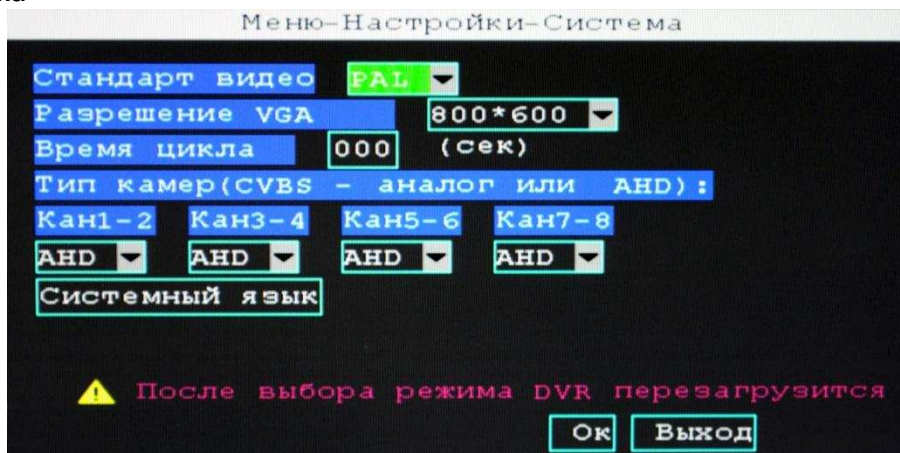 Меню-Настройки-Система
Стандарт видео PAL
Разрешение VGA 800*600
Время цикла 000 (сек)
Тип камер(CVBS - аналог или AHD):
Кан1-2 Кан3-4 Кан5-6 Кан7-8
AHD AHD AHD AHD
Системный язык
После выбора режима DVR перезагрузится
Ок Выход